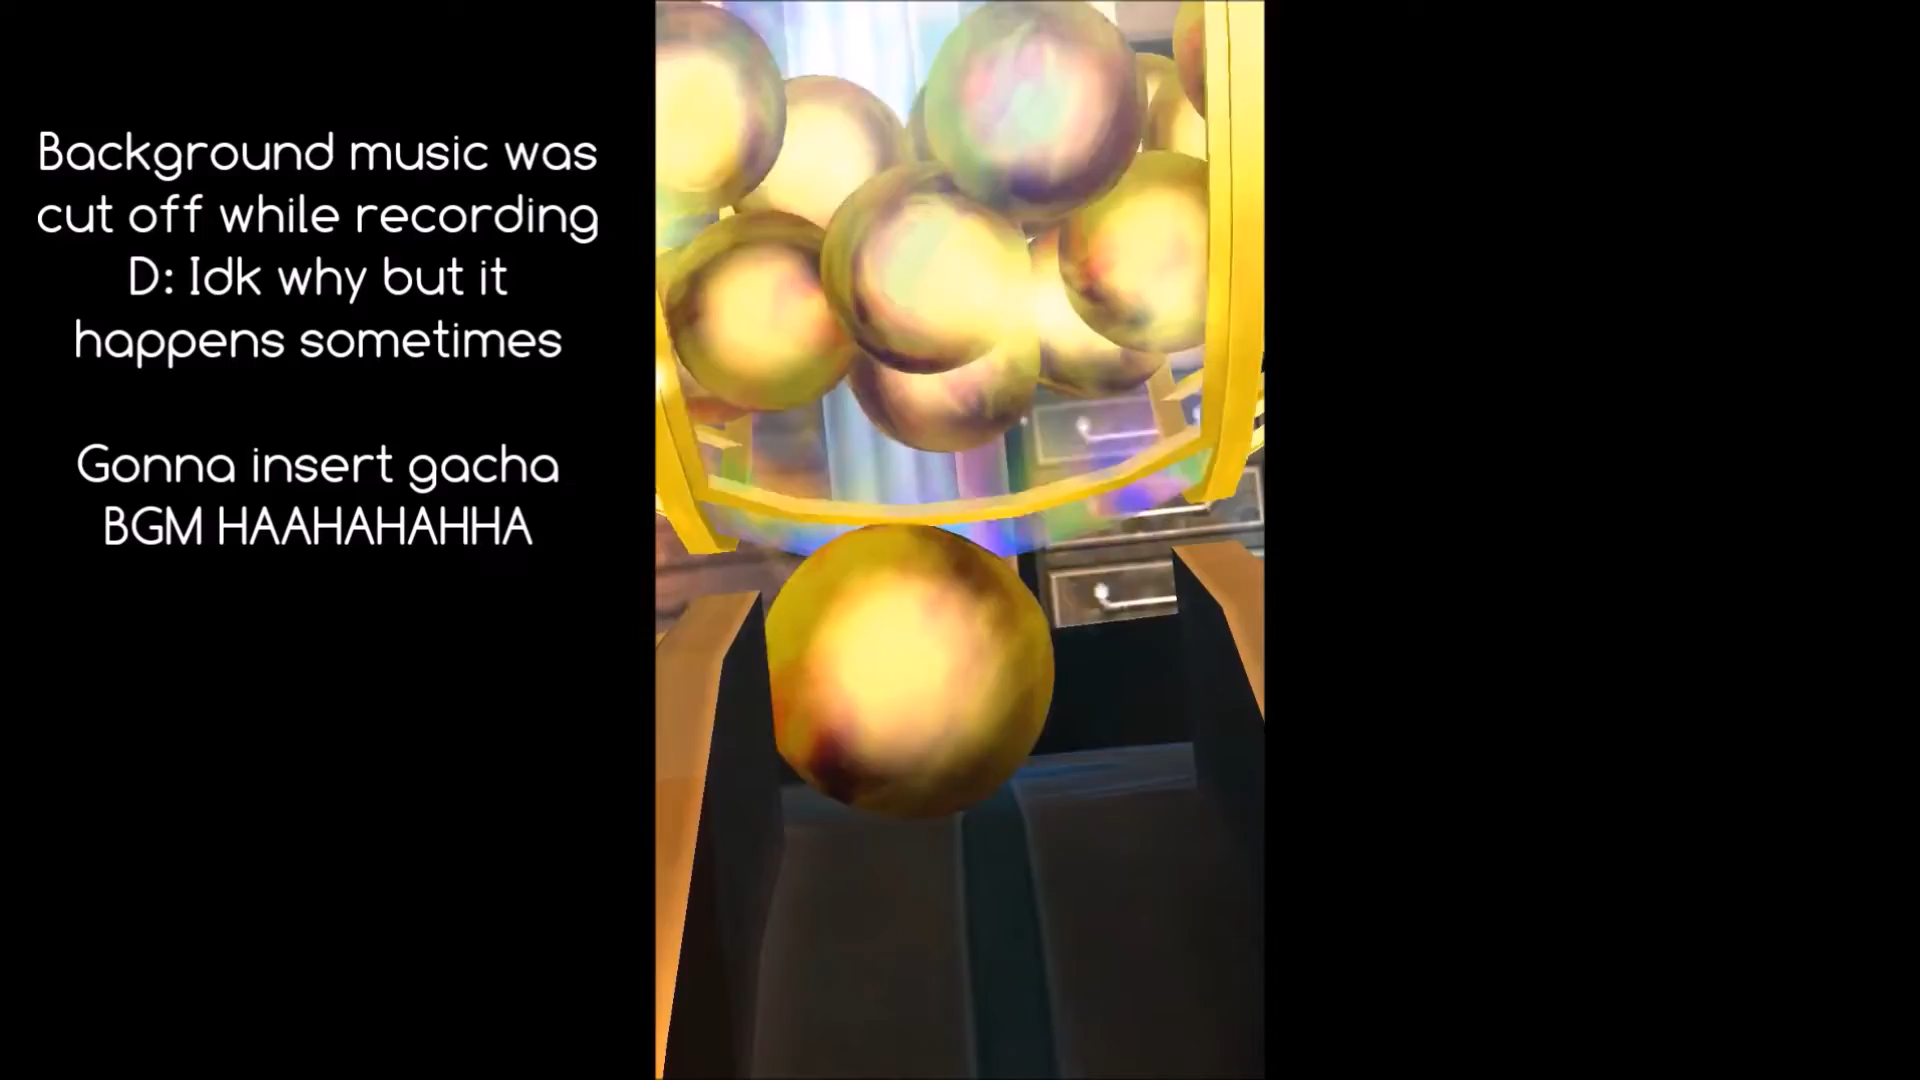 Background music was
cut off while recording
D: Idk why but it
happens sometimes
Gonna insert gacha
BGM HAAHAHAHHA